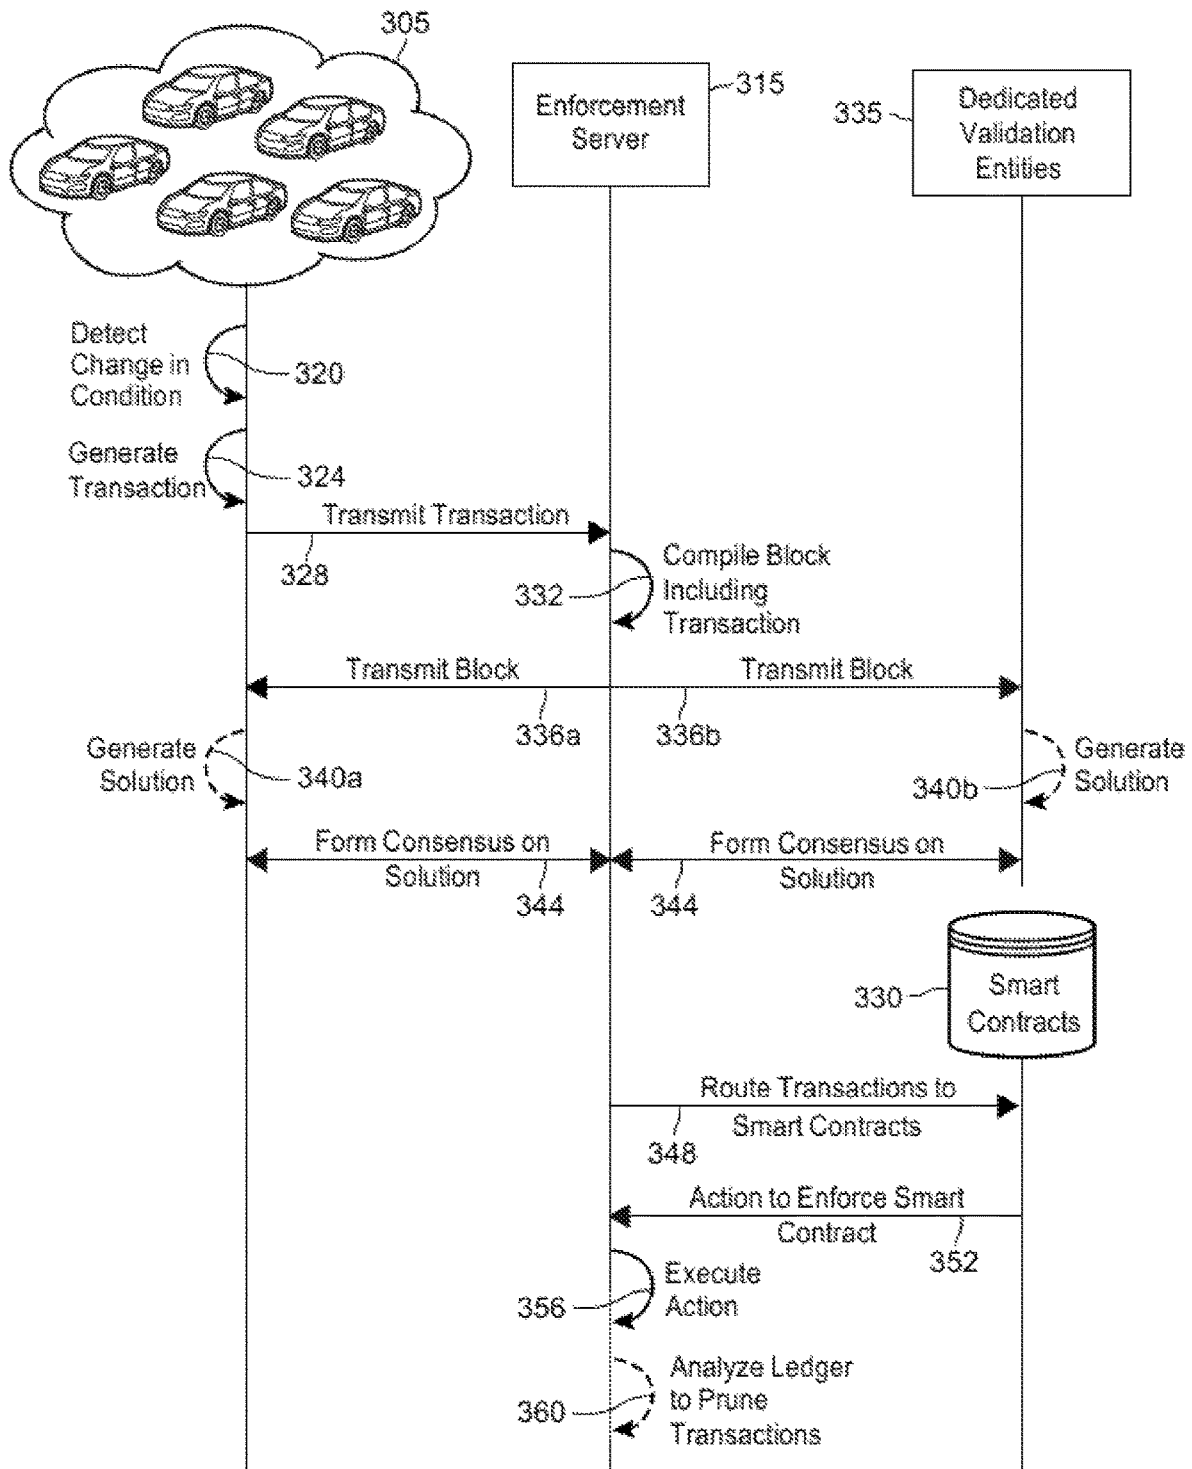 305
Enforcement
Server
315
335
Dedicated
Validation
Entities
Detect
Change in
Condition
320
Generate
Transaction
324
Transmit Transaction
328
332
Compile Block
Including
Transaction
Transmit Block
336a
Transmit Block
336b
Generate
Solution
340a
340b
Generate
Solution
Form Consensus on
Solution
344
Form Consensus on
Solution
344
330
Smart
Contracts
Route Transactions to
Smart Contracts
348
Action to Enforce Smart
Contract
352
356
Execute
Action
360
Analyze Ledger
to Prune
Transactions